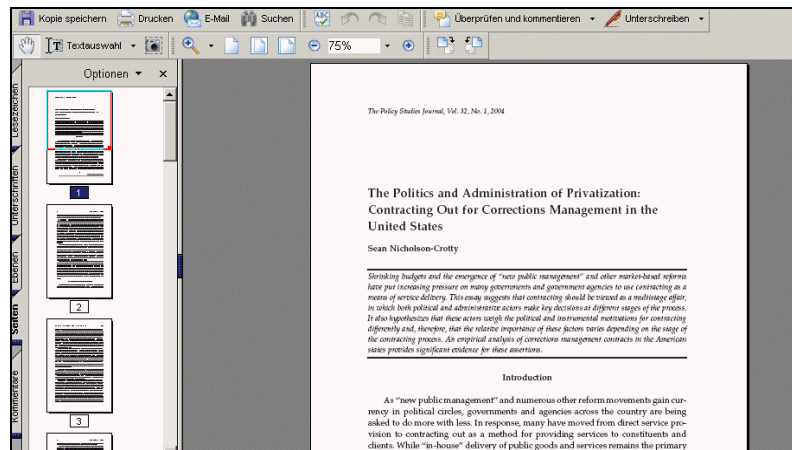 Kopie speichern Drucken E-Mail Suchen Überprüfen und kommentieren Unterschreiben
Textauswahl 75%
Optionen x
Lesezeichen
Unterschriften
Ebenen
Seiten
Kommentare
1
2
3
The Policy Studies Journal, Vol. 32, No. 1, 2004
The Politics and Administration of Privatization:
Contracting Out for Corrections Management in the
United States
Sean Nicholson-Crotty
Shrinking budgets and the emergence of "new public management" and other market-based reforms
have put increasing pressure on many governments and government agencies to use contracting as a
means of service delivery. This essay suggests that contracting should be viewed as a multistage affair,
in which both political and administrative actors make key decisions at different stages of the process.
It also hypothesizes that these actors weigh the political and instrumental motivations for contracting
differently and, therefore, that the relative importance of these factors varies depending on the stage of
the contracting process. An empirical analysis of corrections management contracts in the American
states provides significant evidence for these assertions.
Introduction
As "new public management" and numerous other reform movements gain cur-
rency in political circles, governments and agencies across the country are being
asked to do more with less. In response, many have moved from direct service pro-
vision to contracting out as a method for providing services to constituents and
clients. While "in-house" delivery of public goods and services remains the primary